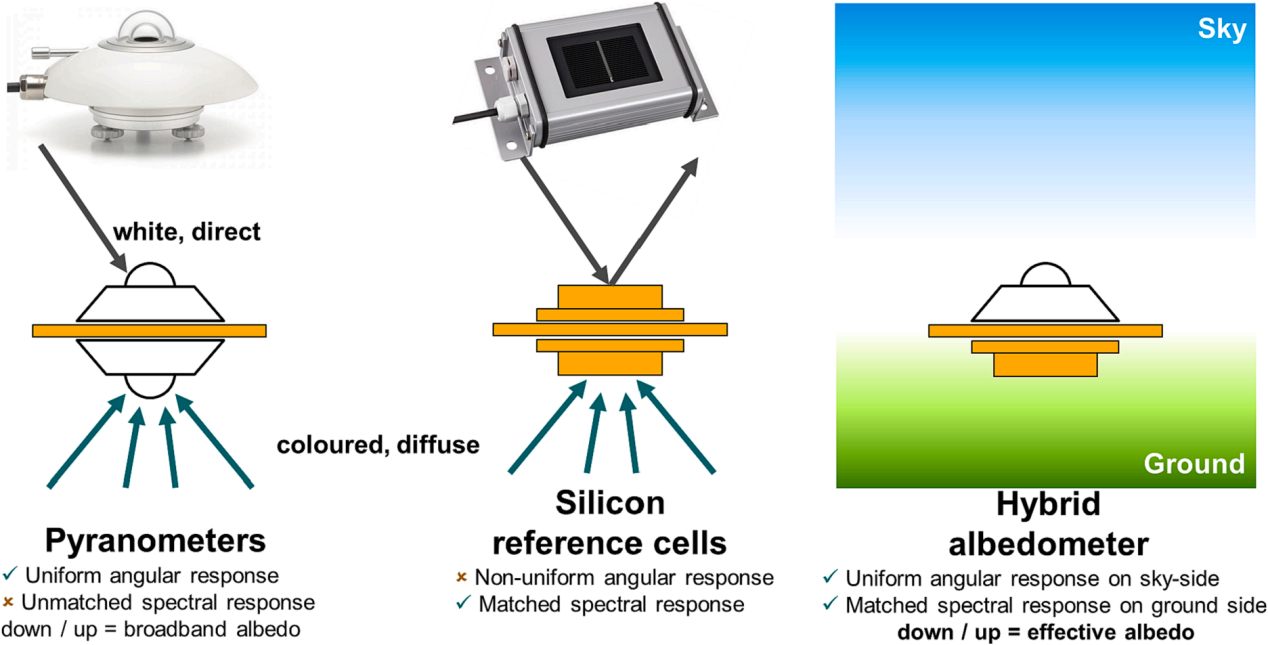 Sky
white, direct
coloured, diffuse
Ground
Pyranometers
✓ Uniform angular response
× Unmatched spectral response
down / up = broadband albedo
Silicon
reference cells
× Non-uniform angular response
✓ Matched spectral response
Hybrid
albedometer
✓ Uniform angular response on sky-side
✓ Matched spectral response on ground side
down / up = effective albedo